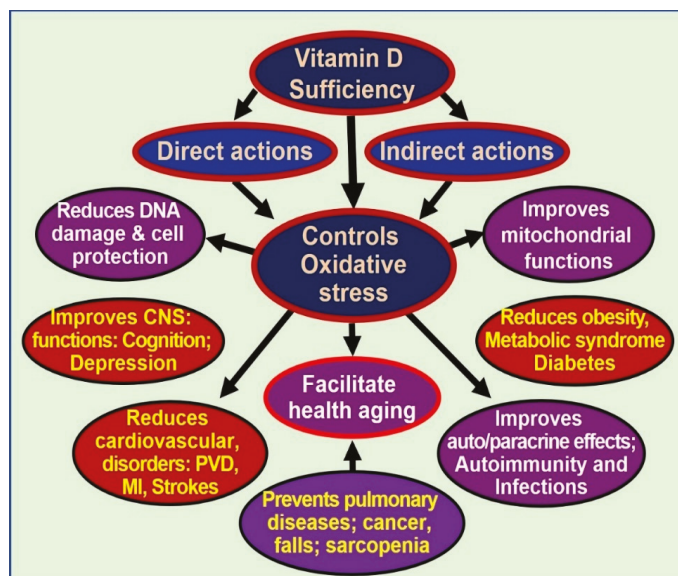 Vitamin D
Sufficiency
Direct actions
Indirect actions
Reduces DNA
damage & cell
protection
Controls
Oxidative
stress
Improves
mitochondrial
functions
Improves CNS:
functions: Cognition;
Depression
Reduces obesity,
Metabolic syndrome
Diabetes
Facilitate
health aging
Reduces
cardiovascular,
disorders: PVD,
MI, Strokes
Improves
auto/paracrine effects;
Autoimmunity and
Infections
Prevents pulmonary
diseases; cancer,
falls; sarcopenia